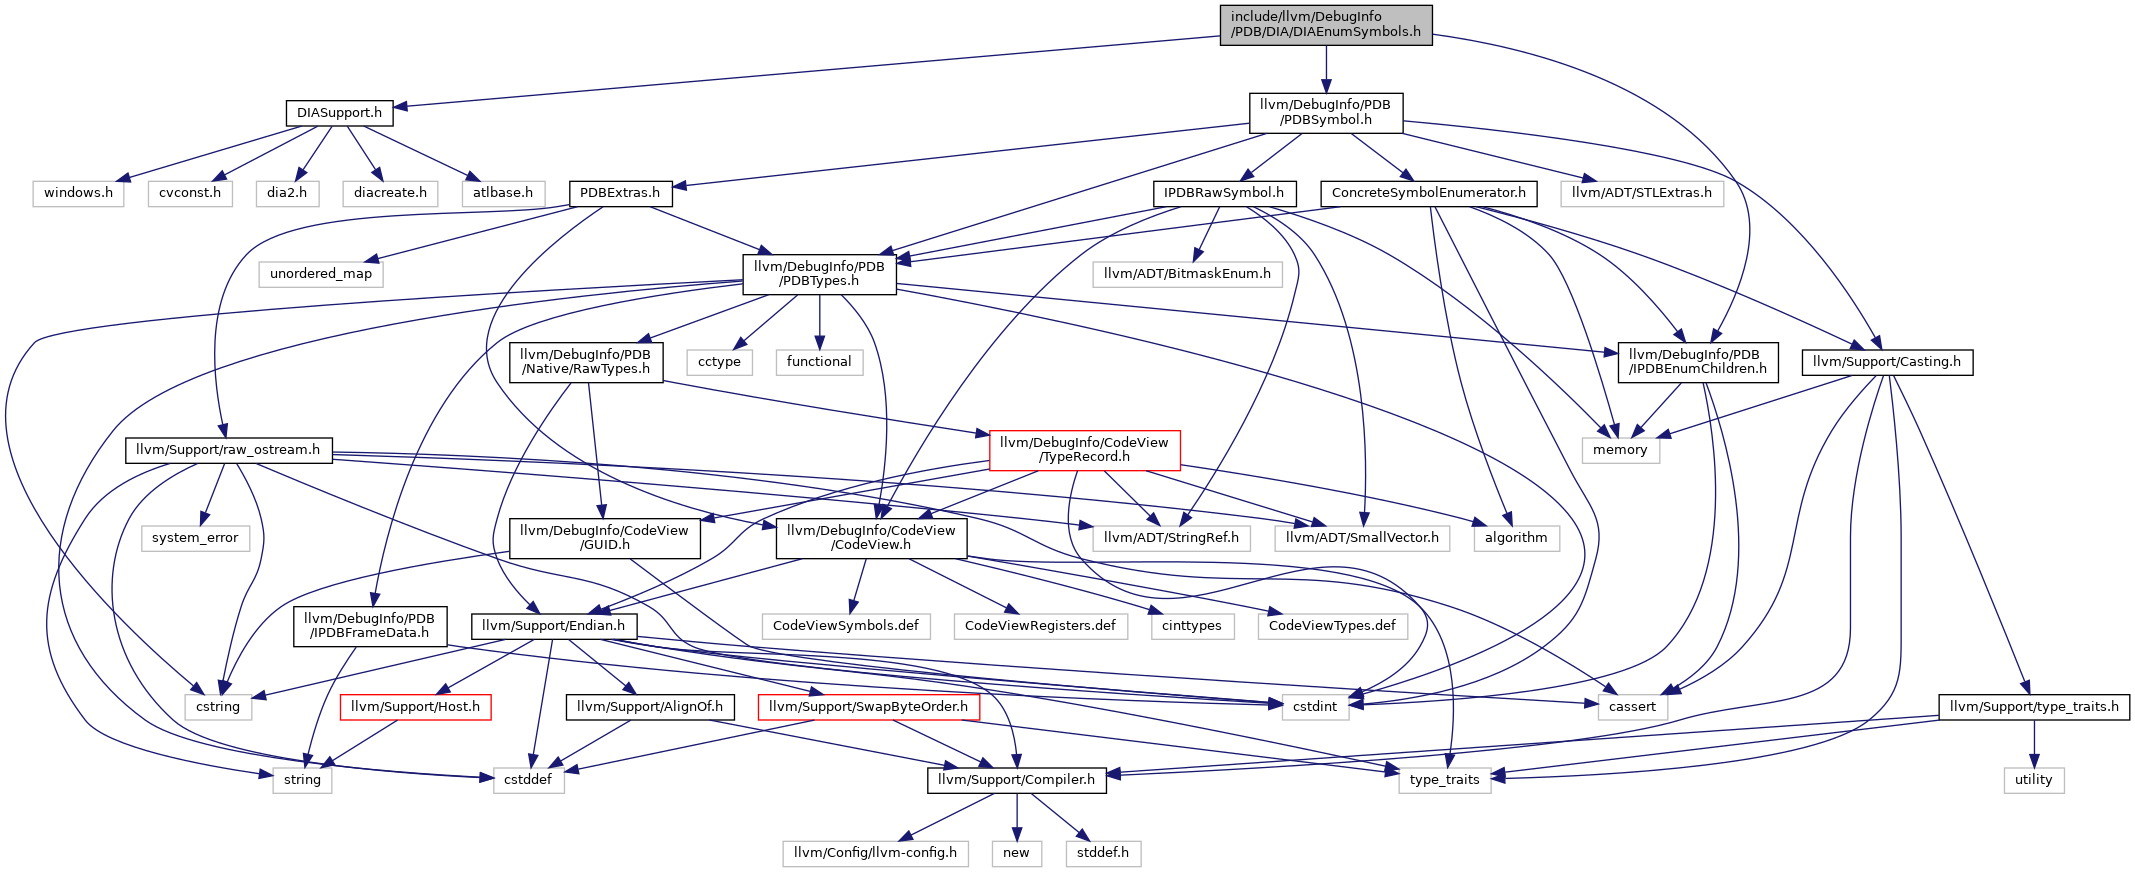 include/llvm/DebugInfo
/PDB/DIA/DIAEnumSymbols.h
DIASupport.h
llvm/DebugInfo/PDB
/PDBSymbol.h
windows.h
cvconst.h
dia2.h
diacreate.h
atlbase.h
PDBExtras.h
IPDBRawSymbol.h
ConcreteSymbolEnumerator.h
llvm/ADT/STLExtras.h
unordered_map
llvm/DebugInfo/PDB
/PDBTypes.h
llvm/ADT/BitmaskEnum.h
llvm/DebugInfo/PDB
/Native/RawTypes.h
cctype
functional
llvm/DebugInfo/PDB
/IPDBEnumChildren.h
llvm/Support/Casting.h
llvm/Support/raw_ostream.h
llvm/DebugInfo/CodeView
/TypeRecord.h
memory
system_error
llvm/DebugInfo/CodeView
/GUID.h
llvm/DebugInfo/CodeView
/CodeView.h
llvm/ADT/StringRef.h
llvm/ADT/SmallVector.h
algorithm
llvm/DebugInfo/PDB
/IPDBFrameData.h
llvm/Support/Endian.h
CodeViewSymbols.def
CodeViewRegisters.def
cinttypes
CodeViewTypes.def
cstring
llvm/Support/Host.h
llvm/Support/AlignOf.h
llvm/Support/SwapByteOrder.h
cstdint
cassert
llvm/Support/type_traits.h
string
cstddef
llvm/Support/Compiler.h
type_traits
utility
llvm/Config/llvm-config.h
new
stddef.h